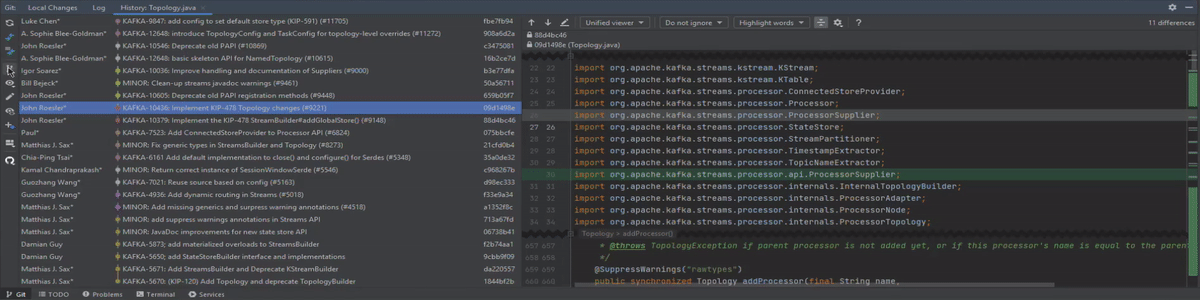 Git: Local Changes Log History: Topology.java
Unified viewer Do not ignore Highlight words ? 11 differences
Luke Chen* KAFKA-9847: add config to set default store type (KIP-591) (#11705) fbe7fb94
A. Sophie Blee-Goldman* KAFKA-12648: introduce TopologyConfig and TaskConfig for topology-level overrides (#11272) 908a6d2a
John Roesler* MINOR: Deprecate old PAPI (#10869) c3475081
A. Sophie Blee-Goldman* KAFKA-12648: basic skeleton API for NamedTopology (#10615) 16b2ce7d
Igor Soarez* KAFKA-10036: Improve handling and documentation of Suppliers (#9000) b3e77dfa
Bill Bejeck* MINOR: Clean-up streams javadoc warnings (#9461) 50a56711
John Roesler* KAFKA-10605: Deprecate old PAPI registration methods (#9448) 659b05f7
John Roesler* KAFKA-10436: Implement KIP-478 Topology changes (#9221) 09d1498e
John Roesler* KAFKA-10379: Implement the KIP-478 StreamBuilder#addGlobalStore() (#9148) 88d4bc46
Paul* KAFKA-7523: Add ConnectedStoreProvider to Processor API (#6824) 075bbcfe
Matthias J. Sax* MINOR: Fix generic types in StreamsBuilder and Topology (#8273) 21cfd0b4
Chia-Ping Tsai* KAFKA-6161 Add default implementation to close() and configure() for Serdes (#5348) 35a0de32
Kamal Chandraprakash* MINOR: Return correct instance of SessionWindowSerde (#5546) c968267b
Guozhang Wang* KAFKA-7021: Reuse source based on config (#5163) d98ec333
Guozhang Wang* KAFKA-4936: Add dynamic routing in Streams (#5018) f33e9a34
Matthias J. Sax* MINOR: Add missing generics and surpress warning annotations (#4518) a1352f8c
Matthias J. Sax* MINOR: add suppress warnings annotations in Streams API 713a67fd
Matthias J. Sax* MINOR: JavaDoc improvements for new state store API 06738b41
Damian Guy KAFKA-5873; add materialized overloads to StreamsBuilder f2b74aa1
Damian Guy KAFKA-5650; add StateStoreBuilder interface and implementations 9cbb9f09
Matthias J. Sax* KAFKA-5671: Add StreamsBuilder and Deprecate KStreamBuilder da220557
Matthias J. Sax* KAFKA-5670: (KIP-120) Add Topology and deprecate TopologyBuilder 1844bf2b
88d4bc46
09d1498e (Topology.java)
22 22 import org.apache.kafka.streams.kstream.KStream;
23 23 import org.apache.kafka.streams.kstream.KTable;
24 24 import org.apache.kafka.streams.processor.ConnectedStoreProvider;
25 25 import org.apache.kafka.streams.processor.Processor;
import org.apache.kafka.streams.processor.ProcessorSupplier;
27 26 import org.apache.kafka.streams.processor.StateStore;
import org.apache.kafka.streams.processor.StreamPartitioner;
import org.apache.kafka.streams.processor.TimestampExtractor;
import org.apache.kafka.streams.processor.TopicNameExtractor;
30 import org.apache.kafka.streams.processor.api.ProcessorSupplier;
31 31 import org.apache.kafka.streams.processor.internals.InternalTopologyBuilder;
32 32 import org.apache.kafka.streams.processor.internals.ProcessorAdapter;
33 33 import org.apache.kafka.streams.processor.internals.ProcessorNode;
34 34 import org.apache.kafka.streams.processor.internals.ProcessorTopology;
Topology > addProcessor()
657 657 * @throws TopologyException if parent processor is not added yet, or if this processor's name is equal to the paren
658 658 */
659 659 @SuppressWarnings("rawtypes")
660 660 public synchronized Topology addProcessor(final String name,
Git TODO Problems Terminal Services